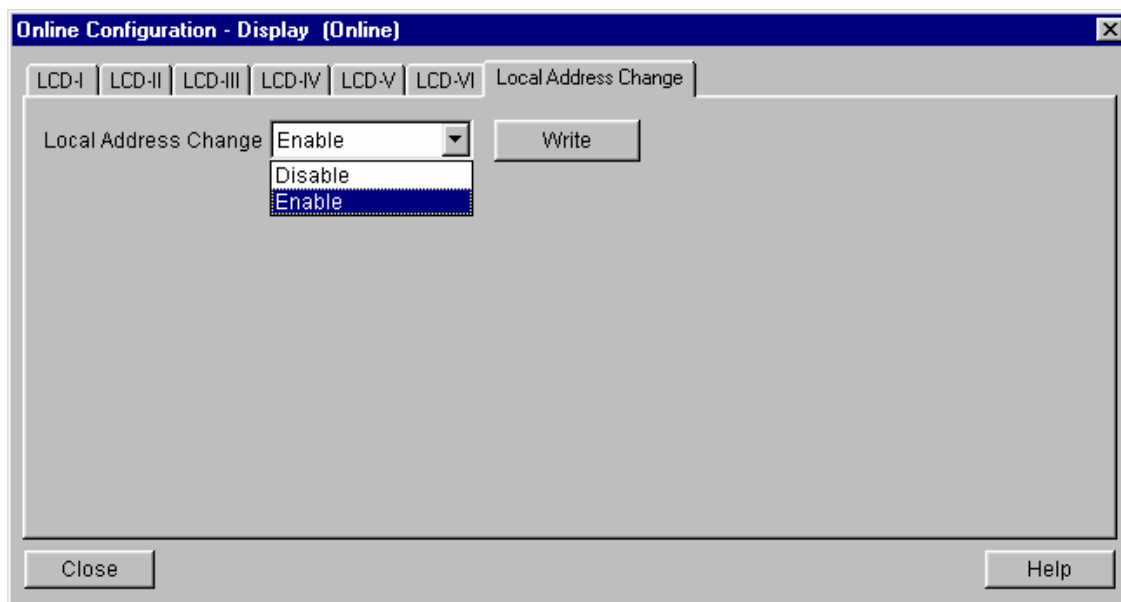 Online Configuration - Display (Online)
LCD-I LCD-II LCD-III LCD-IV LCD-V LCD-VI Local Address Change
Local Address Change Enable Write
Disable
Enable
Close Help